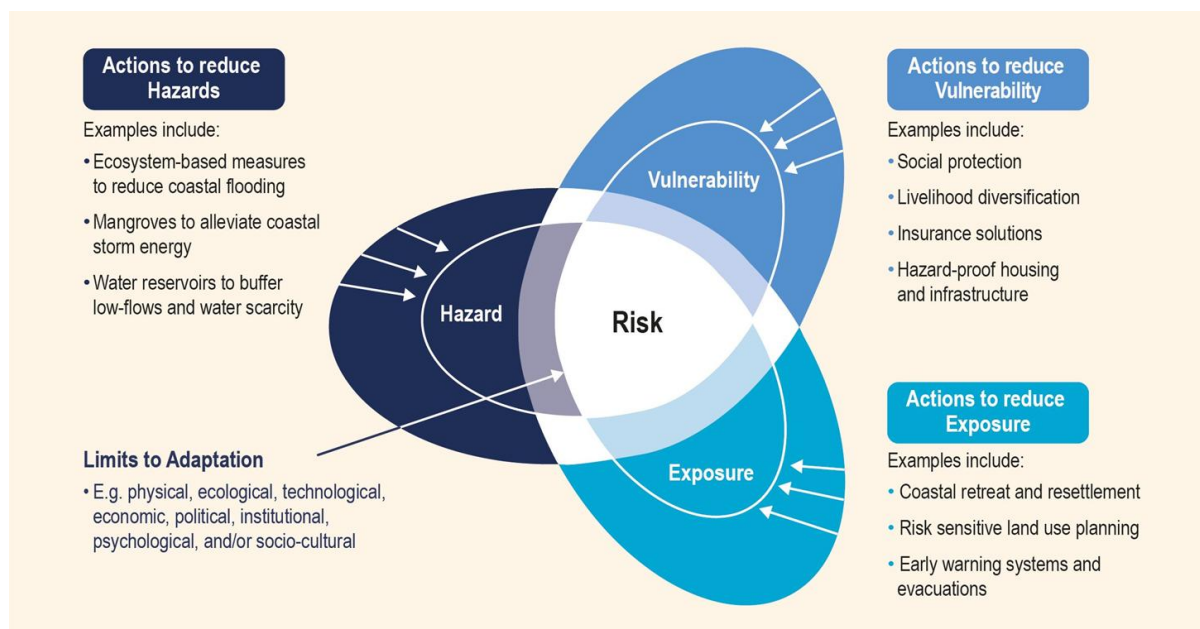 Actions to reduce
Hazards
Examples include:
• Ecosystem-based measures
to reduce coastal flooding
• Mangroves to alleviate coastal
storm energy
• Water reservoirs to buffer
low-flows and water scarcity
Limits to Adaptation
• E.g. physical, ecological, technological,
economic, political, institutional,
psychological, and/or socio-cultural
Vulnerability
Hazard
Risk
Exposure
Actions to reduce
Vulnerability
Examples include:
• Social protection
• Livelihood diversification
• Insurance solutions
• Hazard-proof housing
and infrastructure
Actions to reduce
Exposure
Examples include:
• Coastal retreat and resettlement
• Risk sensitive land use planning
• Early warning systems and
evacuations